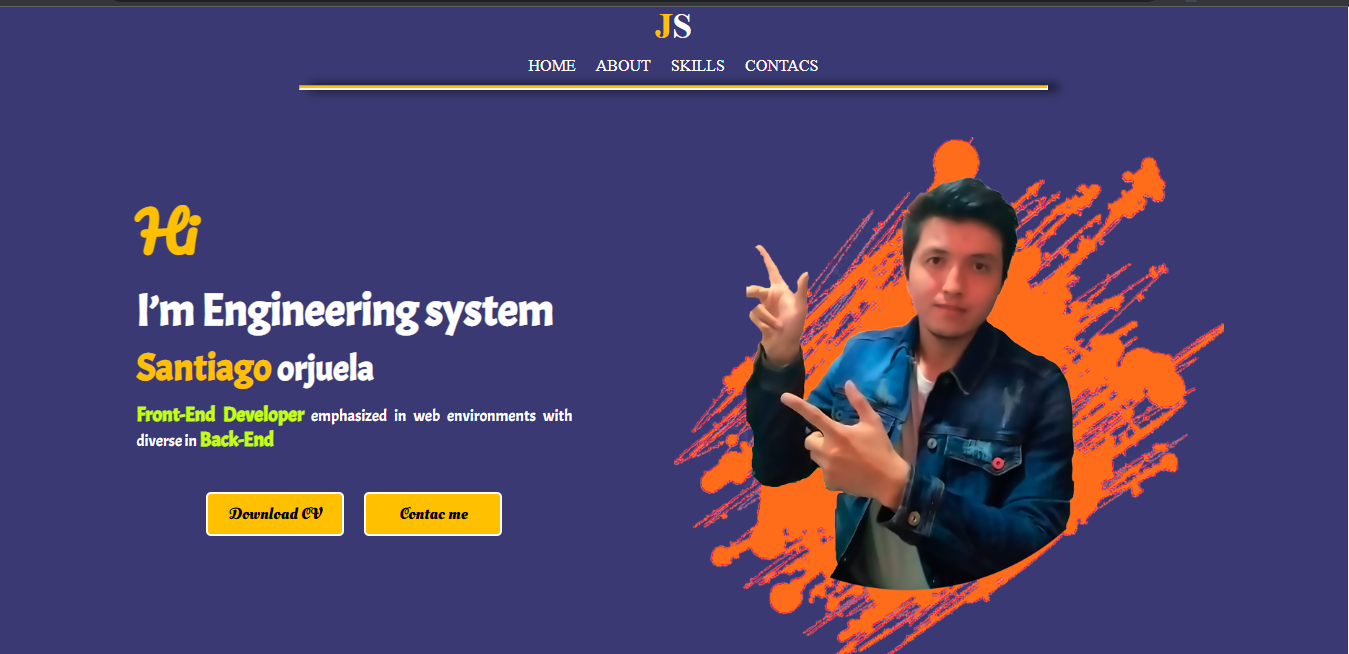 JS
HOME ABOUT SKILLS CONTACS
Hi
I'm Engineering system
Santiago orjuela
Front-End Developer emphasized in web environments with
diverse in Back-End
Download CV Contac me